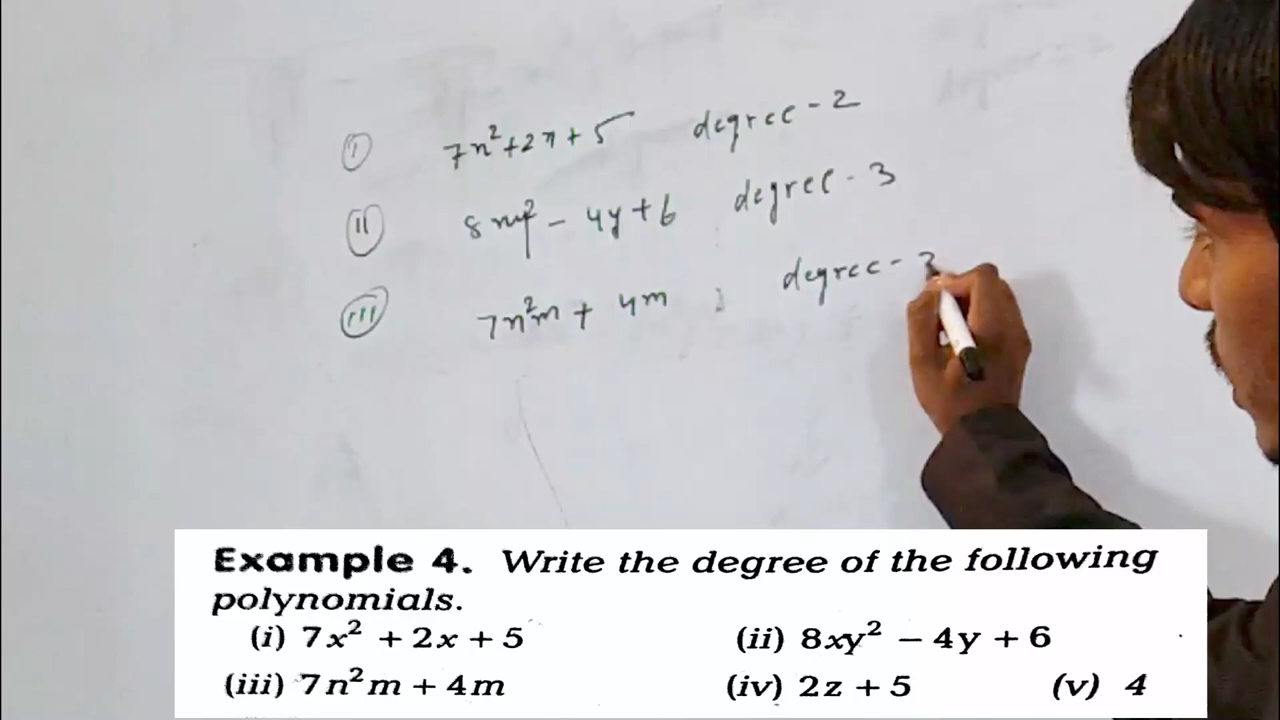 (i) 7x²+2x+5 degree-2
(ii) 8xy² - 4y+6 degree-3
(iii) 7n²m + 4m ; degree-3
Example 4. Write the degree of the following
polynomials.
(i) 7x² + 2x + 5 (ii) 8xy² – 4y + 6
(iii) 7n²m + 4m (iv) 2z + 5 (v) 4